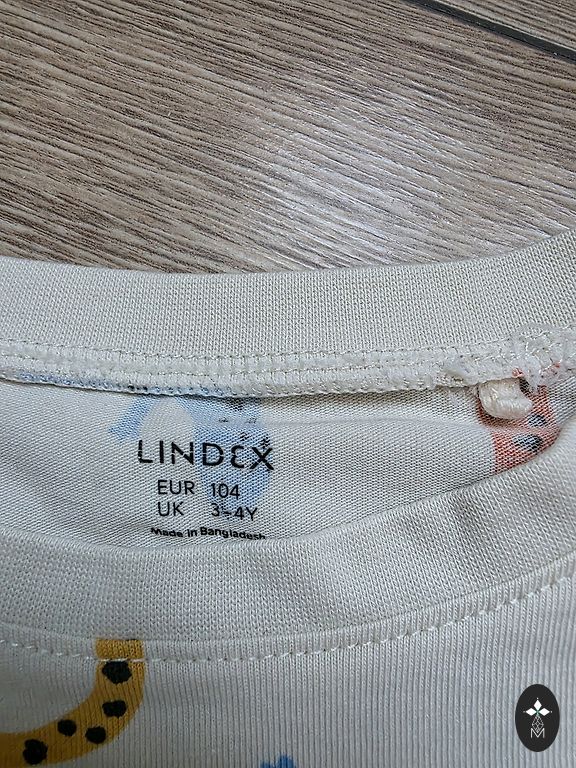 LINDEX
EUR 104
UK 3-4Y
Made in Bangladesh